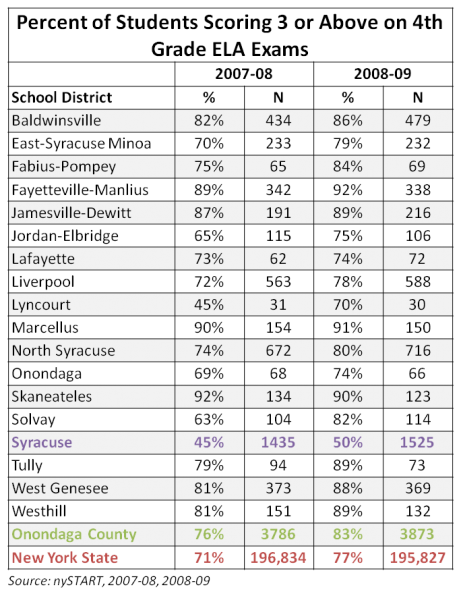 Percent of Students Scoring 3 or Above on 4th
Grade ELA Exams
2007-08 2008-09
School District % N % N
Baldwinsville 82% 434 86% 479
East-Syracuse Minoa 70% 233 79% 232
Fabius-Pompey 75% 65 84% 69
Fayetteville-Manlius 89% 342 92% 338
Jamesville-Dewitt 87% 191 89% 216
Jordan-Elbridge 65% 115 75% 106
Lafayette 73% 62 74% 72
Liverpool 72% 563 78% 588
Lyncourt 45% 31 70% 30
Marcellus 90% 154 91% 150
North Syracuse 74% 672 80% 716
Onondaga 69% 68 74% 66
Skaneateles 92% 134 90% 123
Solvay 63% 104 82% 114
Syracuse 45% 1435 50% 1525
Tully 79% 94 89% 73
West Genesee 81% 373 88% 369
Westhill 81% 151 89% 132
Onondaga County 76% 3786 83% 3873
New York State 71% 196,834 77% 195,827
Source: nySTART, 2007-08, 2008-09